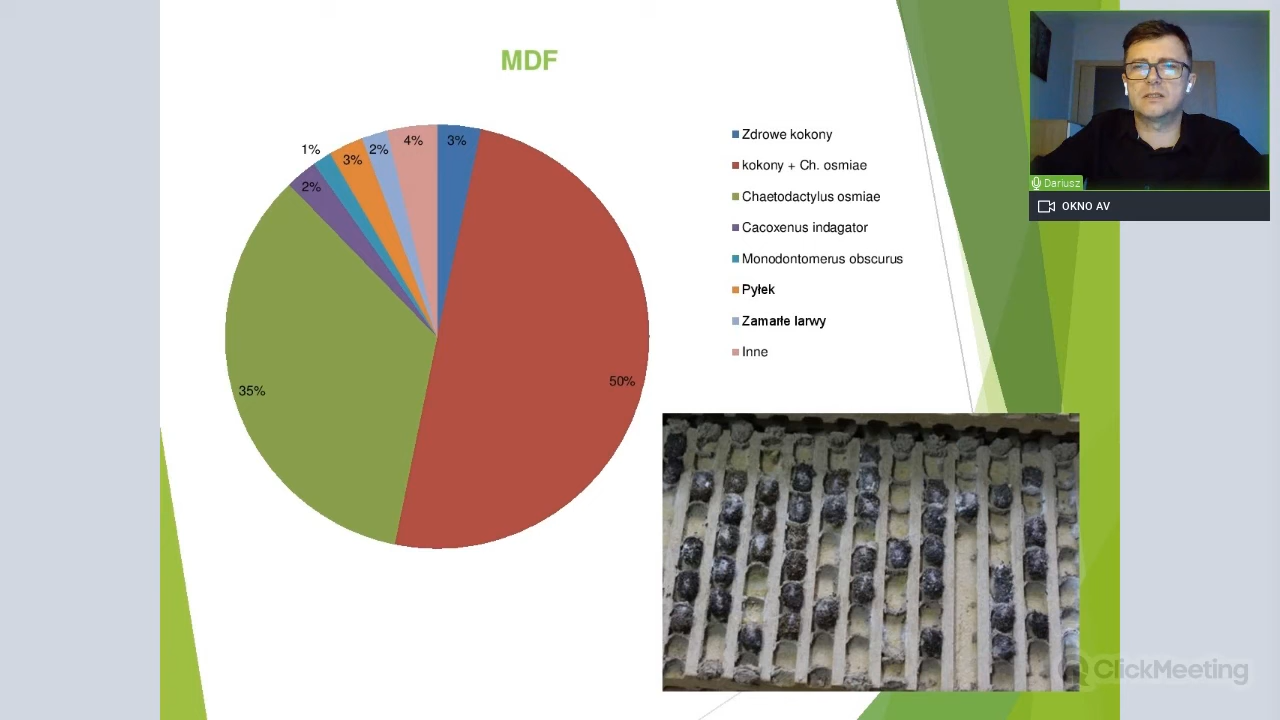 MDF
1%
3%
2%
4%
3%
2%
35%
50%
Zdrowe kokony
kokony + Ch. osmiae
Chaetodactylus osmiae
Cacoxenus indagator
Monodontomerus obscurus
Pyłek
Zamarłe larwy
Inne
Dariusz
OKNO AV
ClickMeeting